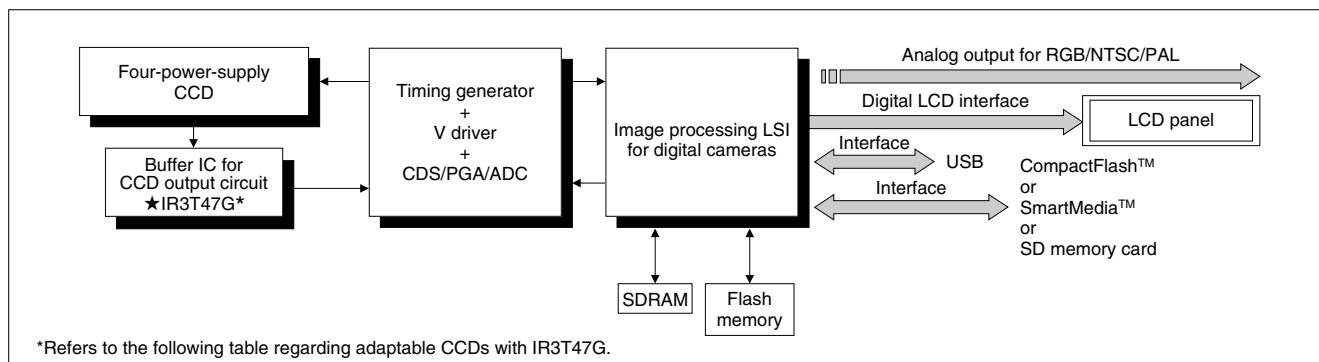 Four-power-supply
CCD
Buffer IC for
CCD output circuit
★IR3T47G*
Timing generator
+
V driver
+
CDS/PGA/ADC
Image processing LSI
for digital cameras
Analog output for RGB/NTSC/PAL
Digital LCD interface
LCD panel
Interface
USB
Interface
CompactFlash™
or
SmartMedia™
or
SD memory card
SDRAM
Flash
memory
*Refers to the following table regarding adaptable CCDs with IR3T47G.